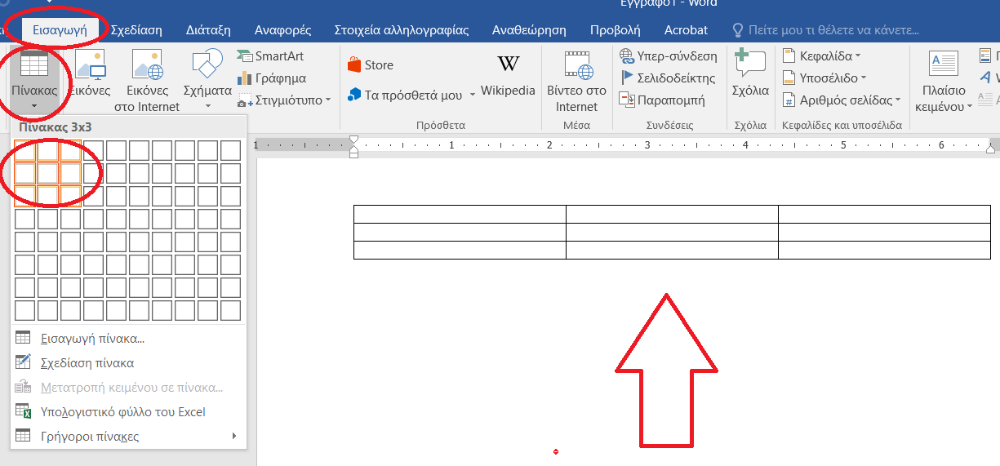 Έγγραφο1 - Word
Εισαγωγή Σχεδίαση Διάταξη Αναφορές Στοιχεία αλληλογραφίας Αναθεώρηση Προβολή Acrobat Πείτε μου τι θέλετε να κάνετε...
Πίνακας
Εικόνες
Εικόνες
στο Internet
Σχήματα
SmartArt
Γράφημα
Στιγμιότυπο
Store
Τα πρόσθετά μου
W
Wikipedia
Πρόσθετα
Βίντεο στο
Internet
Μέσα
Υπερ-σύνδεση
Σελιδοδείκτης
Παραπομπή
Συνδέσεις
Σχόλια
Σχόλια
Κεφαλίδα
Υποσέλιδο
Αριθμός σελίδας
Κεφαλίδες και υποσέλιδα
Πλαίσιο
κειμένου
Πίνακας 3x3
1 1 2 3 4 5 6
Εισαγωγή πίνακα...
Σχεδίαση πίνακα
Μετατροπή κειμένου σε πίνακα...
Υπολογιστικό φύλλο του Excel
Γρήγοροι πίνακες